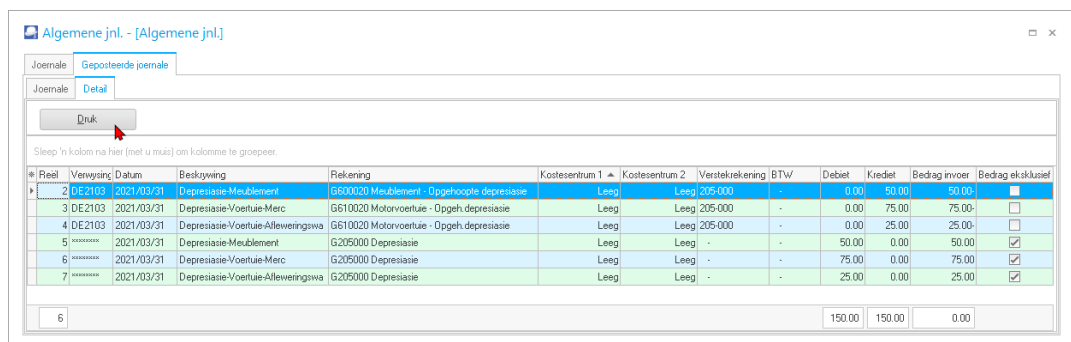 Algemene jnl. - [Algemene jnl.]
Joernale Geposteerde joernale
Joernale Detail
Druk
Sleep 'n kolom na hier (met u muis) om kolomme te groepeer.
Reël Verwysing Datum Beskrywing Rekening Kostesentrum 1 Kostesentrum 2 Verstekrekening BTW Debiet Krediet Bedrag invoer Bedrag eksklusief
2 DE2103 2021/03/31 Depresiasie-Meublement G600020 Meublement - Opgehoopte depresiasie Leeg Leeg 205-000 - 0.00 50.00 50.00-
3 DE2103 2021/03/31 Depresiasie-Voertuie-Merc G610020 Motorvoertuie - Opgeh.depresiasie Leeg Leeg 205-000 - 0.00 75.00 75.00-
4 DE2103 2021/03/31 Depresiasie-Voertuie-Afleweringswa G610020 Motorvoertuie - Opgeh.depresiasie Leeg Leeg 205-000 - 0.00 25.00 25.00-
5 ******** 2021/03/31 Depresiasie-Meublement G205000 Depresiasie Leeg Leeg - - 50.00 0.00 50.00
6 ******** 2021/03/31 Depresiasie-Voertuie-Merc G205000 Depresiasie Leeg Leeg - - 75.00 0.00 75.00
7 ******** 2021/03/31 Depresiasie-Voertuie-Afleweringswa G205000 Depresiasie Leeg Leeg - - 25.00 0.00 25.00
6 150.00 150.00 0.00